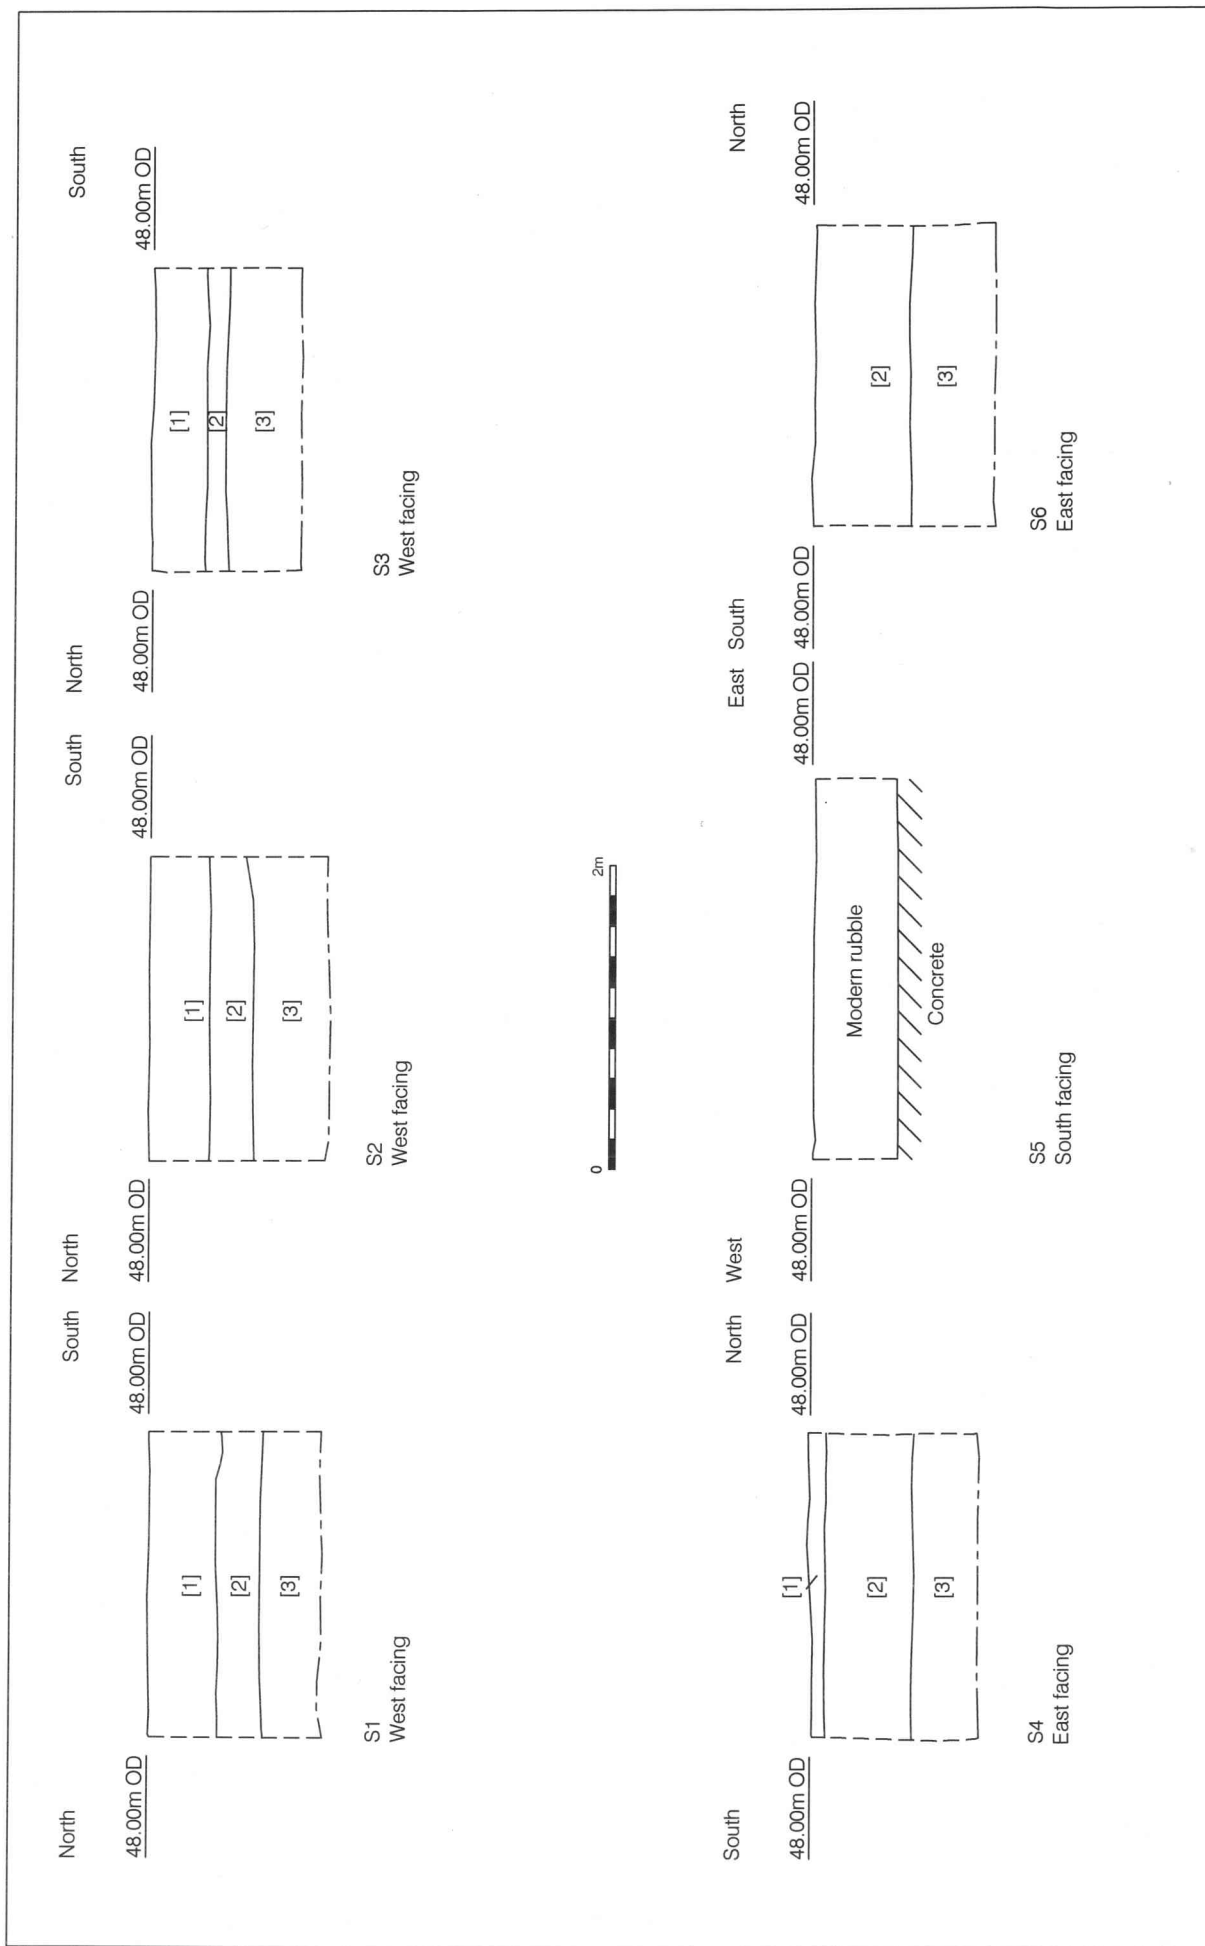 North
South
North
South
North
South
48.00m OD
48.00m OD
48.00m OD
48.00m OD
48.00m OD
48.00m OD
[1]
[2]
[3]
[1]
[2]
[3]
[1]
[2]
[3]
S1
West facing
S2
West facing
S3
West facing
0
2m
South
North
West
East
South
North
48.00m OD
48.00m OD
48.00m OD
48.00m OD
48.00m OD
48.00m OD
[1]
[2]
[3]
Modern rubble
Concrete
[2]
[3]
S4
East facing
S5
South facing
S6
East facing